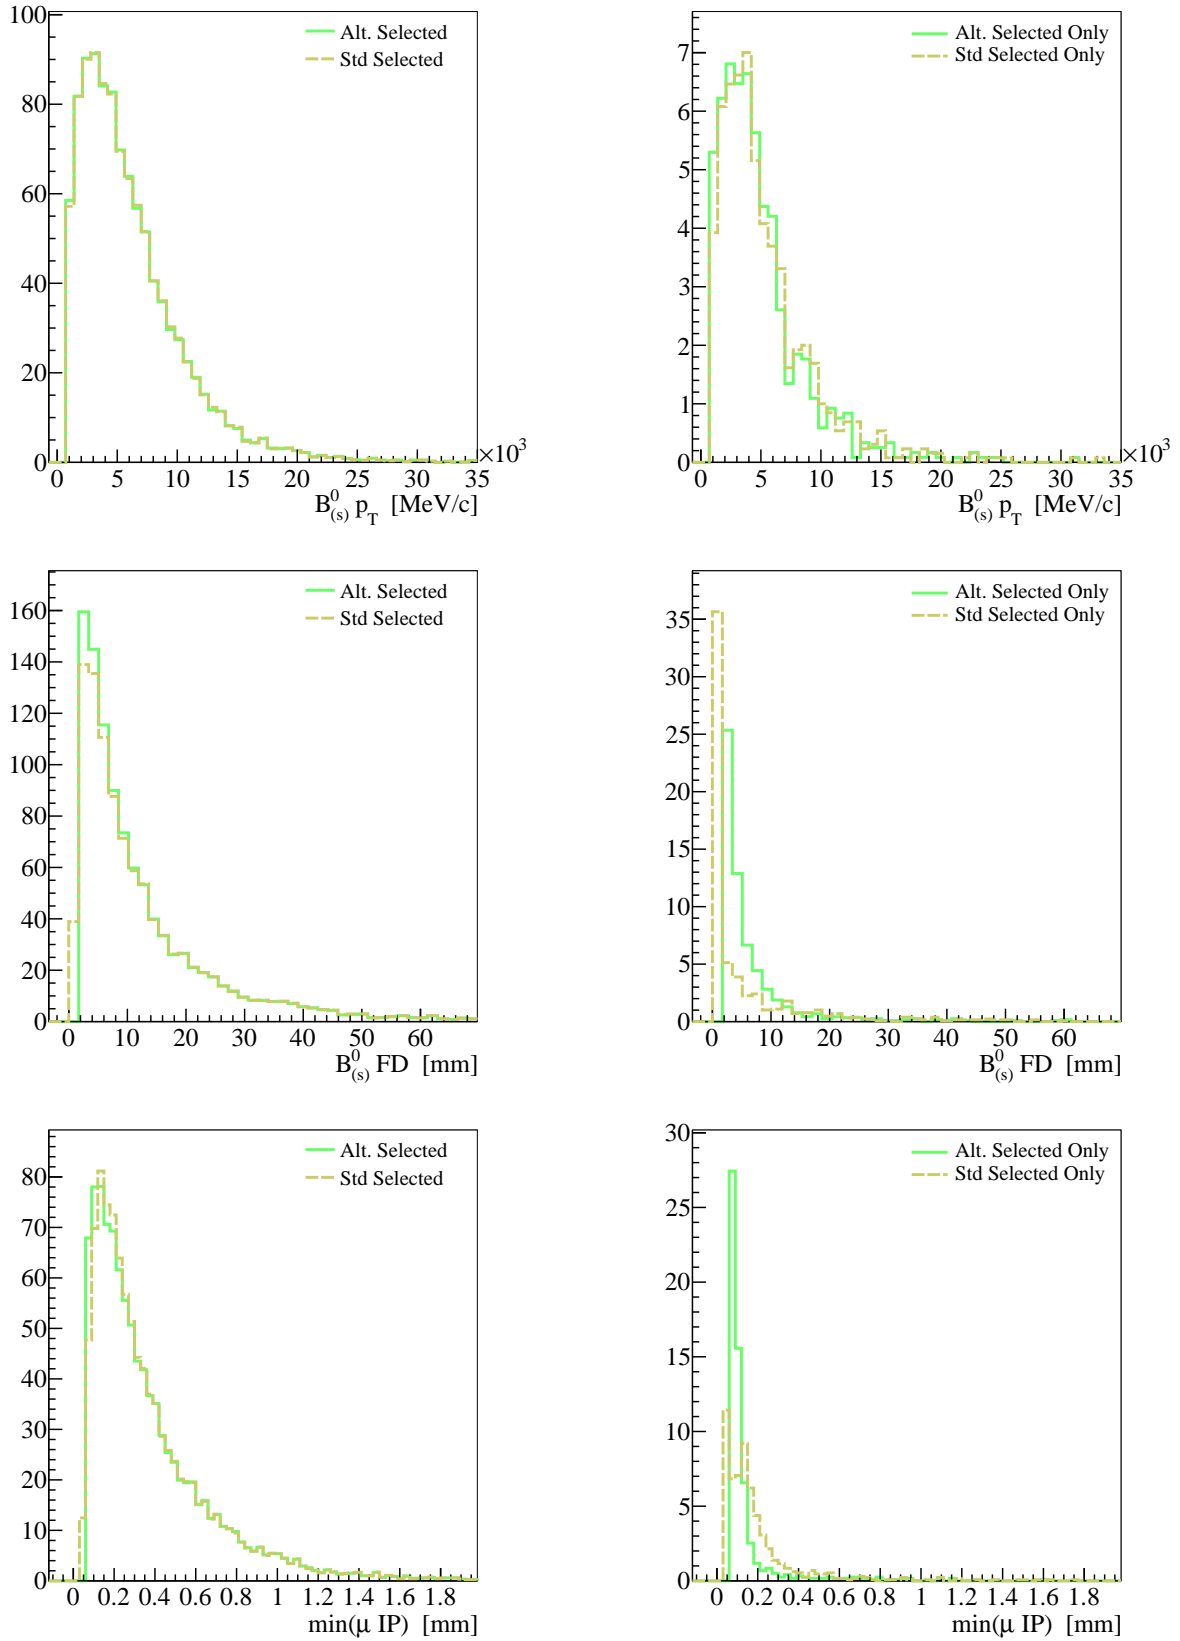 100
80
60
40
20
0
Alt. Selected
Std Selected
0 5 10 15 20 25 30 35
×10³
B⁰₍ₛ₎ p_T [MeV/c]
7
6
5
4
3
2
1
0
Alt. Selected Only
Std Selected Only
0 5 10 15 20 25 30 35
×10³
B⁰₍ₛ₎ p_T [MeV/c]
160
140
120
100
80
60
40
20
0
Alt. Selected
Std Selected
0 10 20 30 40 50 60
B⁰₍ₛ₎ FD [mm]
35
30
25
20
15
10
5
0
Alt. Selected Only
Std Selected Only
0 10 20 30 40 50 60
B⁰₍ₛ₎ FD [mm]
80
70
60
50
40
30
20
10
0
Alt. Selected
Std Selected
0 0.2 0.4 0.6 0.8 1 1.2 1.4 1.6 1.8
min(μ IP) [mm]
30
25
20
15
10
5
0
Alt. Selected Only
Std Selected Only
0 0.2 0.4 0.6 0.8 1 1.2 1.4 1.6 1.8
min(μ IP) [mm]